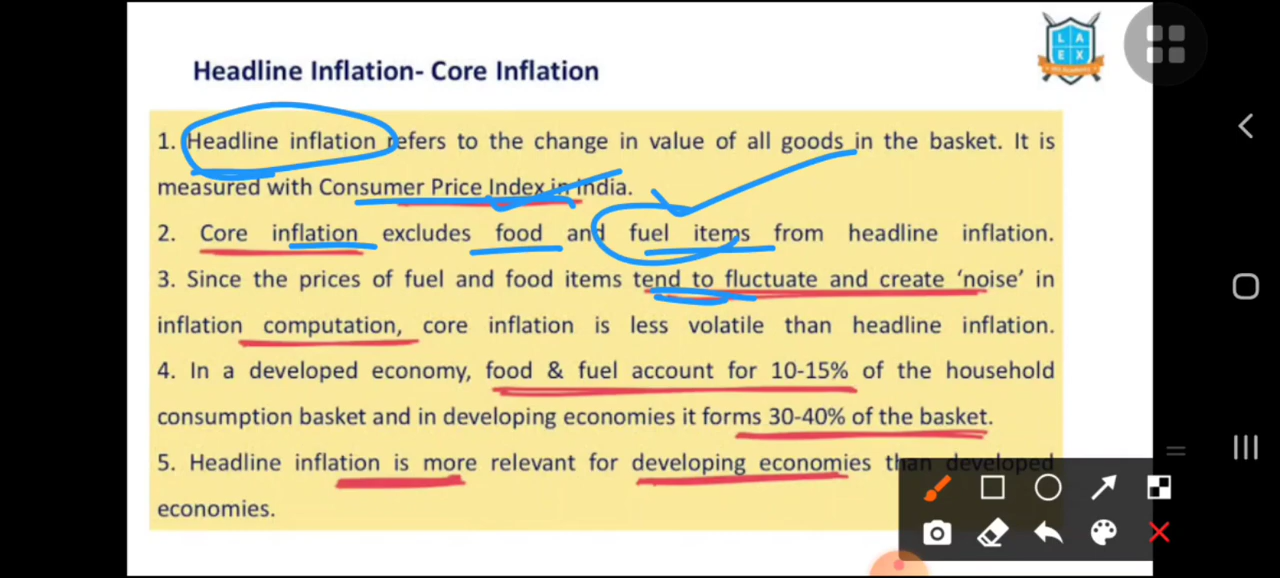 L A
E X
Headline Inflation- Core Inflation
1. Headline inflation refers to the change in value of all goods in the basket. It is
measured with Consumer Price Index in India.
2. Core inflation excludes food and fuel items from headline inflation.
3. Since the prices of fuel and food items tend to fluctuate and create ‘noise’ in
inflation computation, core inflation is less volatile than headline inflation.
4. In a developed economy, food & fuel account for 10-15% of the household
consumption basket and in developing economies it forms 30-40% of the basket.
5. Headline inflation is more relevant for developing economies than developed
economies.